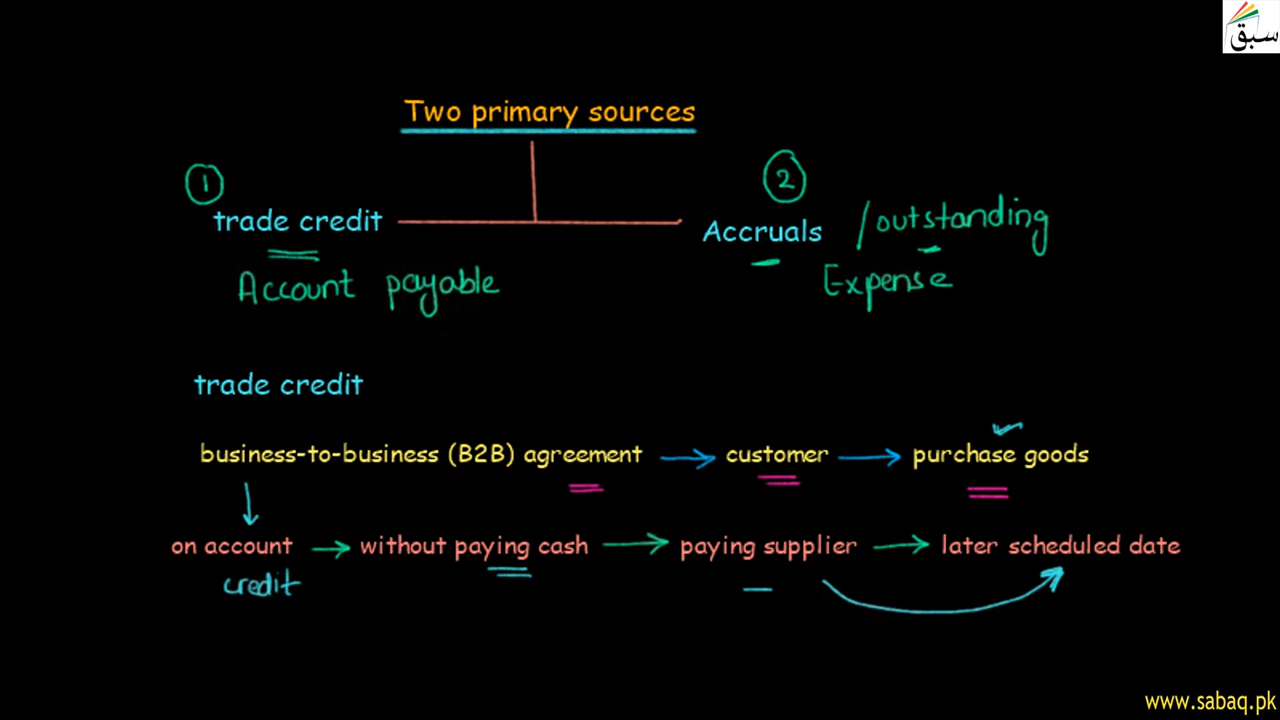 سبق
Two primary sources
1
2
trade credit
Accruals /outstanding
Account payable
Expense
trade credit
business-to-business (B2B) agreement → customer → purchase goods
on account → without paying cash → paying supplier → later scheduled date
credit
www.sabaq.pk